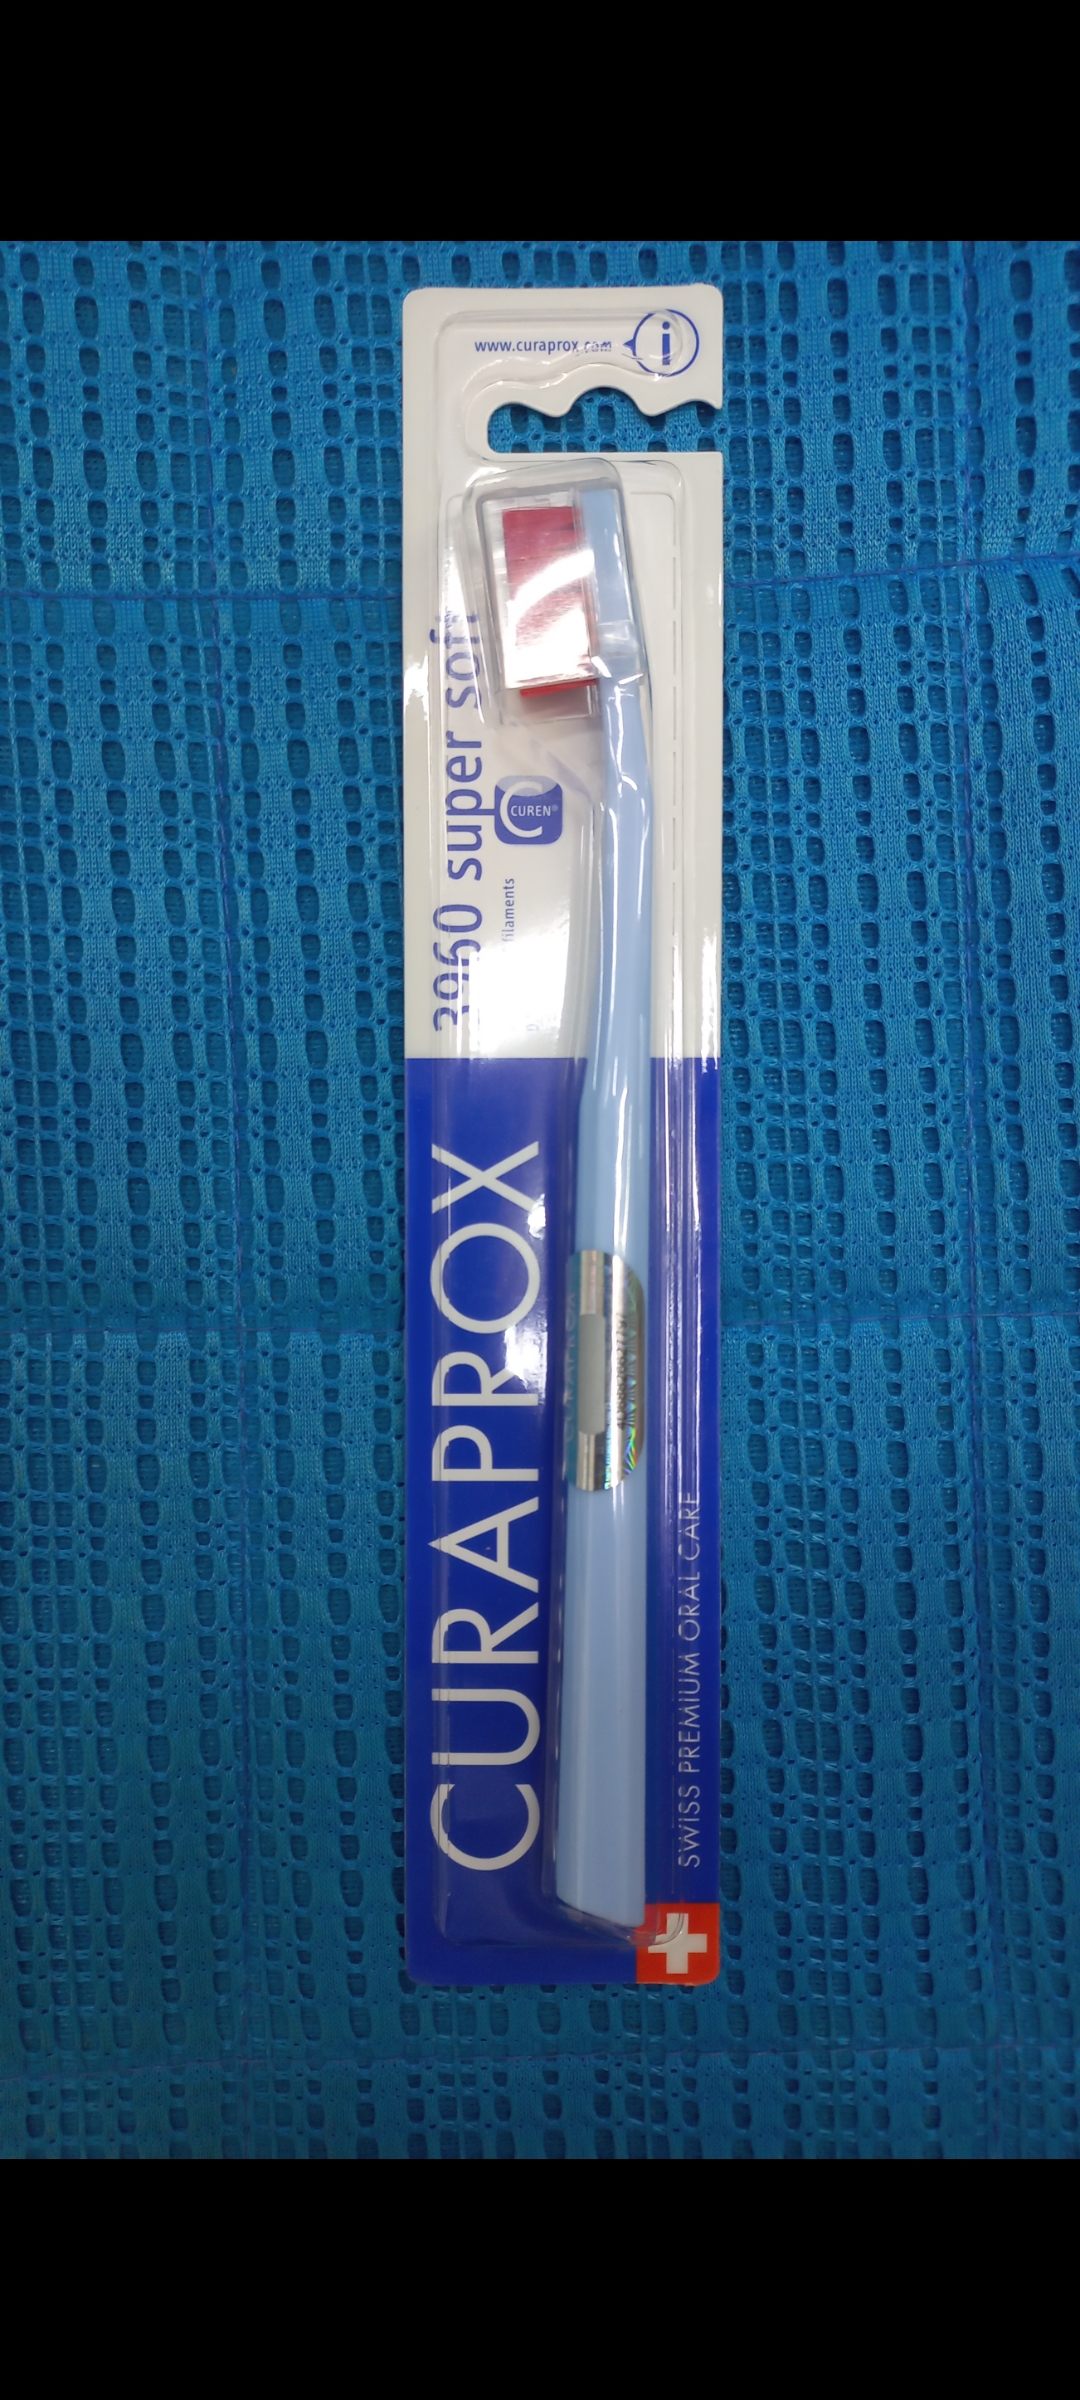 www.curaprox.com
i
3960 super soft
CUREN®
filaments
CURAPROX
SWISS PREMIUM ORAL CARE